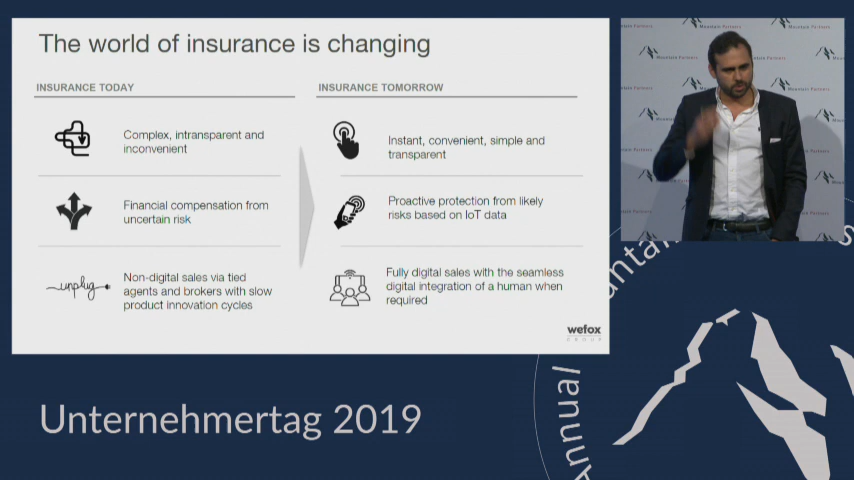 The world of insurance is changing
INSURANCE TODAY
INSURANCE TOMORROW
Complex, intransparent and
inconvenient
Instant, convenient, simple and
transparent
Financial compensation from
uncertain risk
Proactive protection from likely
risks based on IoT data
unplug
Non-digital sales via tied
agents and brokers with slow
product innovation cycles
Fully digital sales with the seamless
digital integration of a human when
required
wefox
GROUP
Mountain Partners
Unternehmertag 2019
Annual